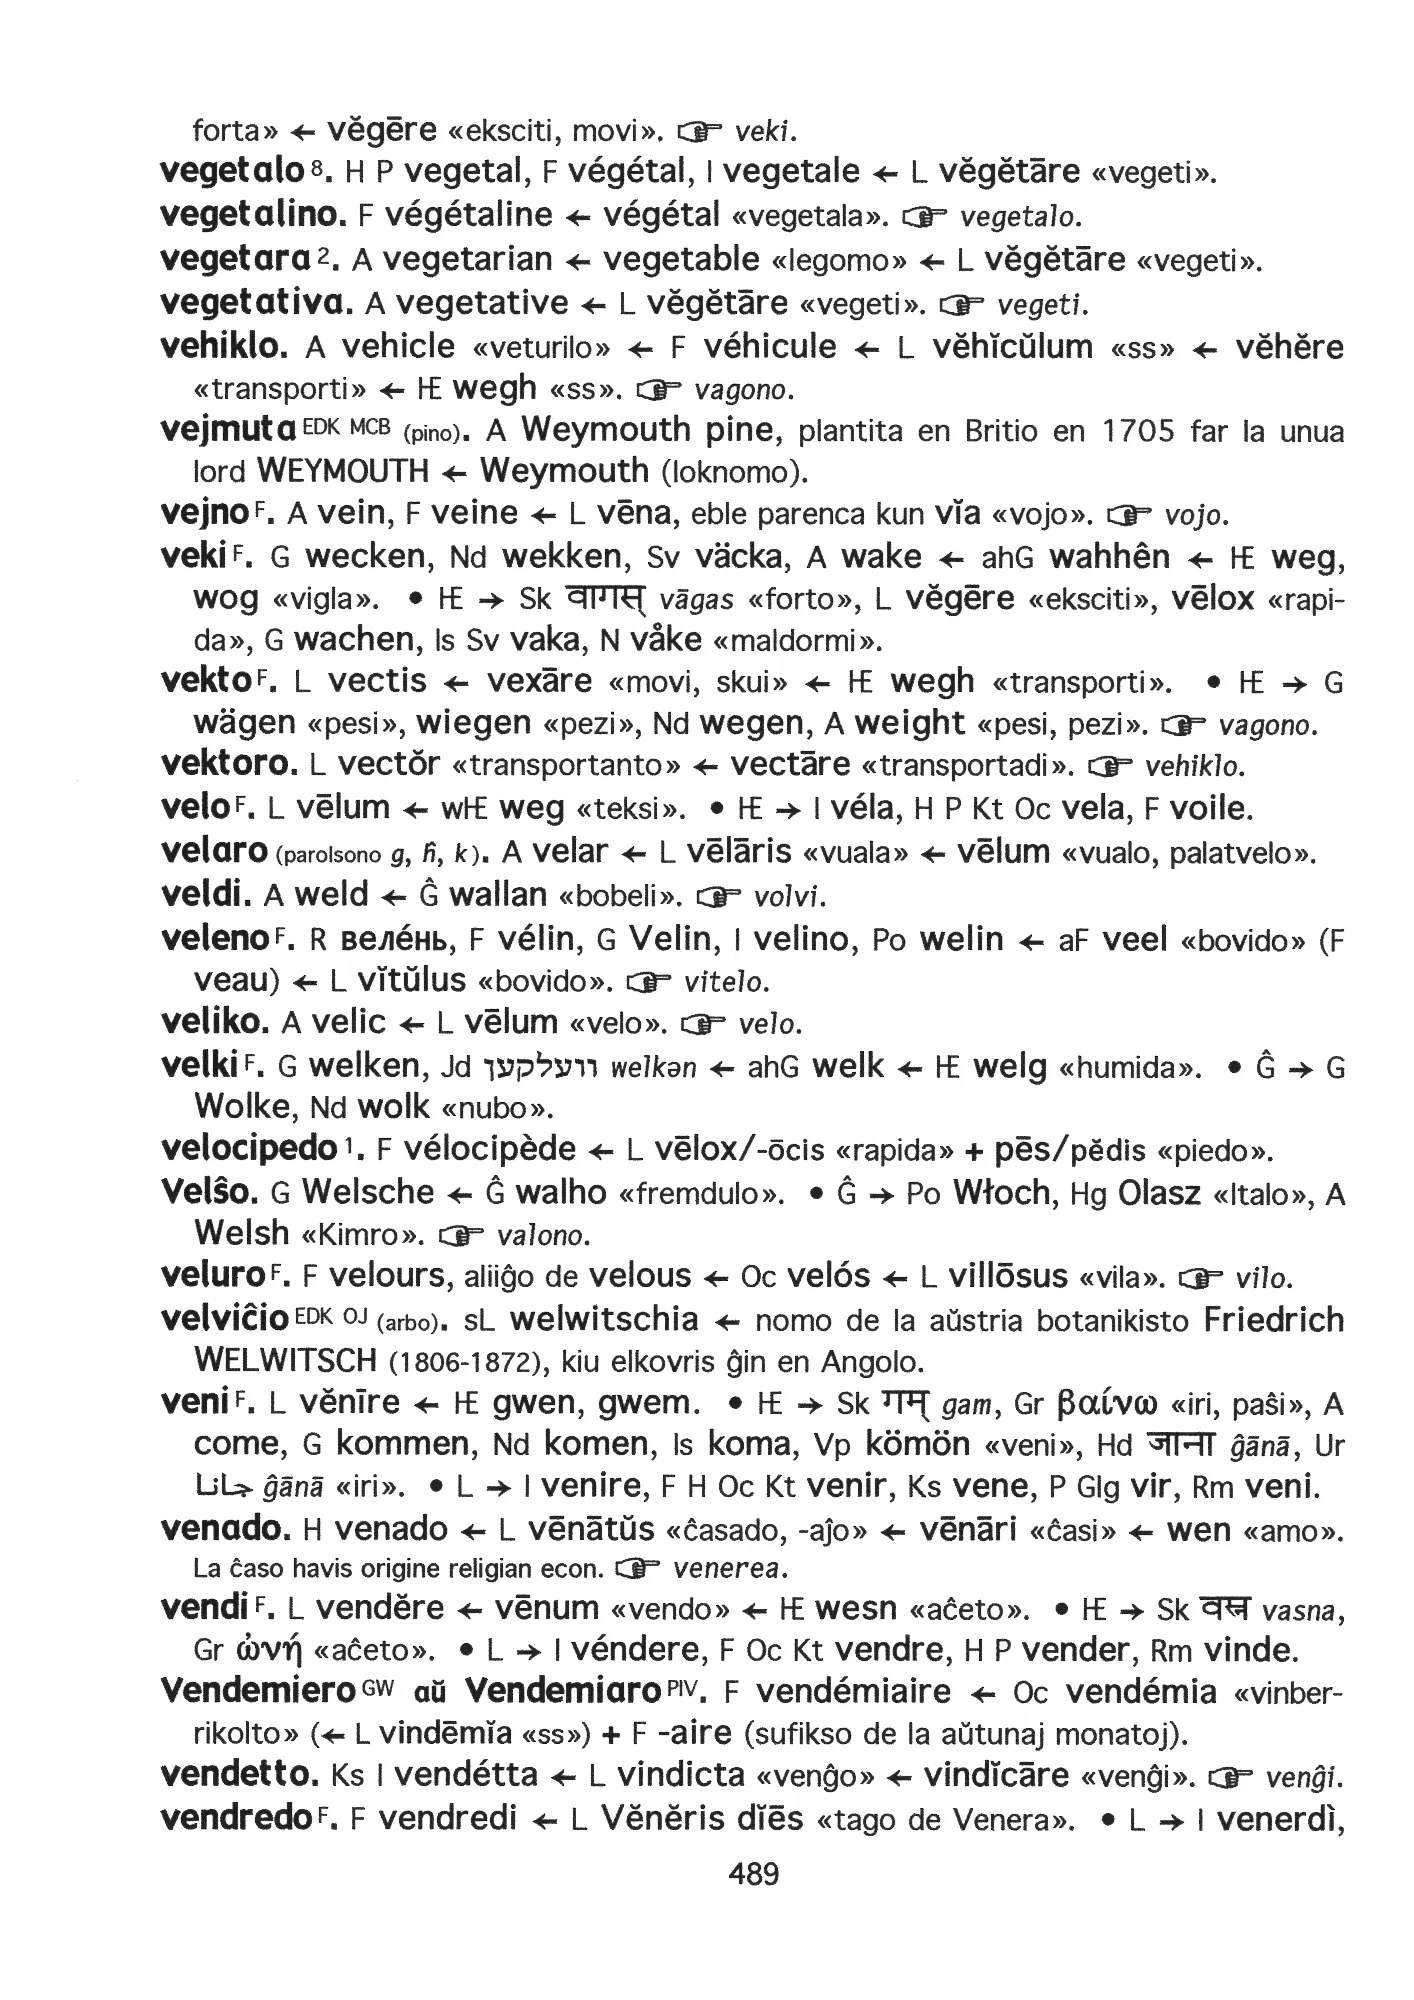 forta» ← vĕgēre «eksciti, movi». ☞ veki.
vegetalo 8. H P vegetal, F végétal, I vegetale ← L vĕgĕtāre «vegeti».
vegetalino. F végétaline ← végétal «vegetala». ☞ vegetalo.
vegetara 2. A vegetarian ← vegetable «legomo» ← L vĕgĕtāre «vegeti».
vegetativa. A vegetative ← L vĕgĕtāre «vegeti». ☞ vegeti.
vehiklo. A vehicle «veturilo» ← F véhicule ← L vĕhĭcŭlum «ss» ← vĕhĕre
«transporti» ← IE wegh «ss». ☞ vagono.
vejmuta EDK MCB (pino). A Weymouth pine, plantita en Britio en 1705 far la unua
lord WEYMOUTH ← Weymouth (loknomo).
vejno F. A vein, F veine ← L vēna, eble parenca kun vĭa «vojo». ☞ vojo.
veki F. G wecken, Nd wekken, Sv väcka, A wake ← ahG wahhên ← IE weg,
wog «vigla». • IE → Sk वागस् vāgas «forto», L vĕgēre «eksciti», vēlox «rapi-
da», G wachen, Is Sv vaka, N våke «maldormi».
vekto F. L vectis ← vexāre «movi, skui» ← IE wegh «transporti». • IE → G
wägen «pesi», wiegen «pezi», Nd wegen, A weight «pesi, pezi». ☞ vagono.
vektoro. L vectŏr «transportanto» ← vectāre «transportadi». ☞ vehiklo.
velo F. L vēlum ← wIE weg «teksi». • IE → I véla, H P Kt Oc vela, F voile.
velaro (parolsono g, ñ, k). A velar ← L vēlāris «vuala» ← vēlum «vualo, palatvelo».
veldi. A weld ← Ĝ wallan «bobeli». ☞ volvi.
veleno F. R велéнь, F vélin, G Velin, I velino, Po welin ← aF veel «bovido» (F
veau) ← L vĭtŭlus «bovido». ☞ vitelo.
veliko. A velic ← L vēlum «velo». ☞ velo.
velki F. G welken, Jd וועלקען welkən ← ahG welk ← IE welg «humida». • Ĝ → G
Wolke, Nd wolk «nubo».
velocipedo 1. F vélocipède ← L vēlox/-ōcis «rapida» + pēs/pĕdis «piedo».
Velŝo. G Welsche ← Ĝ walho «fremdulo». • Ĝ → Po Włoch, Hg Olasz «Italo», A
Welsh «Kimro». ☞ valono.
veluro F. F velours, aliiĝo de velous ← Oc velós ← L villōsus «vila». ☞ vilo.
velviĉio EDK OJ (arbo). sL welwitschia ← nomo de la aŭstria botanikisto Friedrich
WELWITSCH (1806-1872), kiu elkovris ĝin en Angolo.
veni F. L vĕnīre ← IE gwen, gwem. • IE → Sk गम् gam, Gr βαίνω «iri, paŝi», A
come, G kommen, Nd komen, Is koma, Vp kömön «veni», Hd जाना ĝānā, Ur
جانا ĝānā «iri». • L → I venire, F H Oc Kt venir, Ks vene, P Glg vir, Rm veni.
venado. H venado ← L vēnātŭs «ĉasado, -aĵo» ← vēnāri «ĉasi» ← wen «amo».
La ĉaso havis origine religian econ. ☞ venerea.
vendi F. L vendĕre ← vēnum «vendo» ← IE wesn «aĉeto». • IE → Sk वस्न vasna,
Gr ὠνή «aĉeto». • L → I véndere, F Oc Kt vendre, H P vender, Rm vinde.
Vendemiero GW aŭ Vendemiaro PIV. F vendémiaire ← Oc vendémia «vinber-
rikolto» (← L vindēmĭa «ss») + F -aire (sufikso de la aŭtunaj monatoj).
vendetto. Ks I vendétta ← L vindicta «venĝo» ← vindĭcāre «venĝi». ☞ venĝi.
vendredo F. F vendredi ← L Vĕnĕris dĭēs «tago de Venera». • L → I venerdì,
489